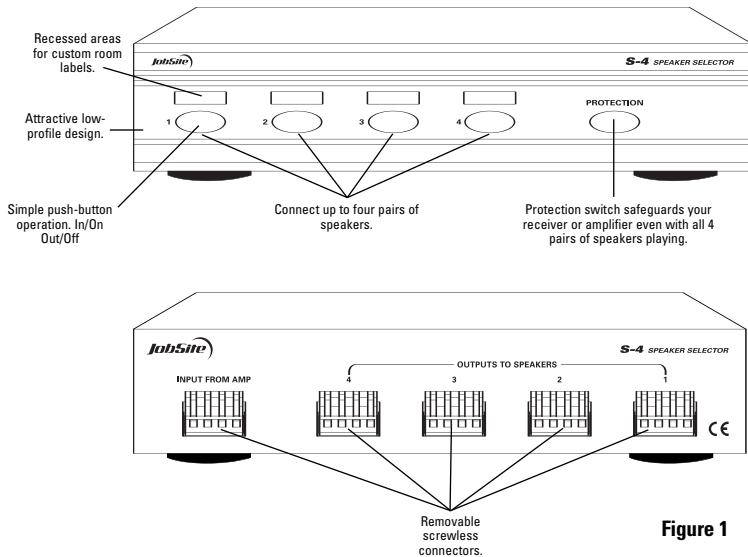 Recessed areas
for custom room
labels.
JobSite
S-4 SPEAKER SELECTOR
PROTECTION
Attractive low-
profile design.
1
2
3
4
Simple push-button
operation. In/On
Out/Off
Connect up to four pairs of
speakers.
Protection switch safeguards your
receiver or amplifier even with all 4
pairs of speakers playing.
JobSite
S-4 SPEAKER SELECTOR
OUTPUTS TO SPEAKERS
INPUT FROM AMP
4
3
2
1
CE
Removable
screwless
connectors.
Figure 1